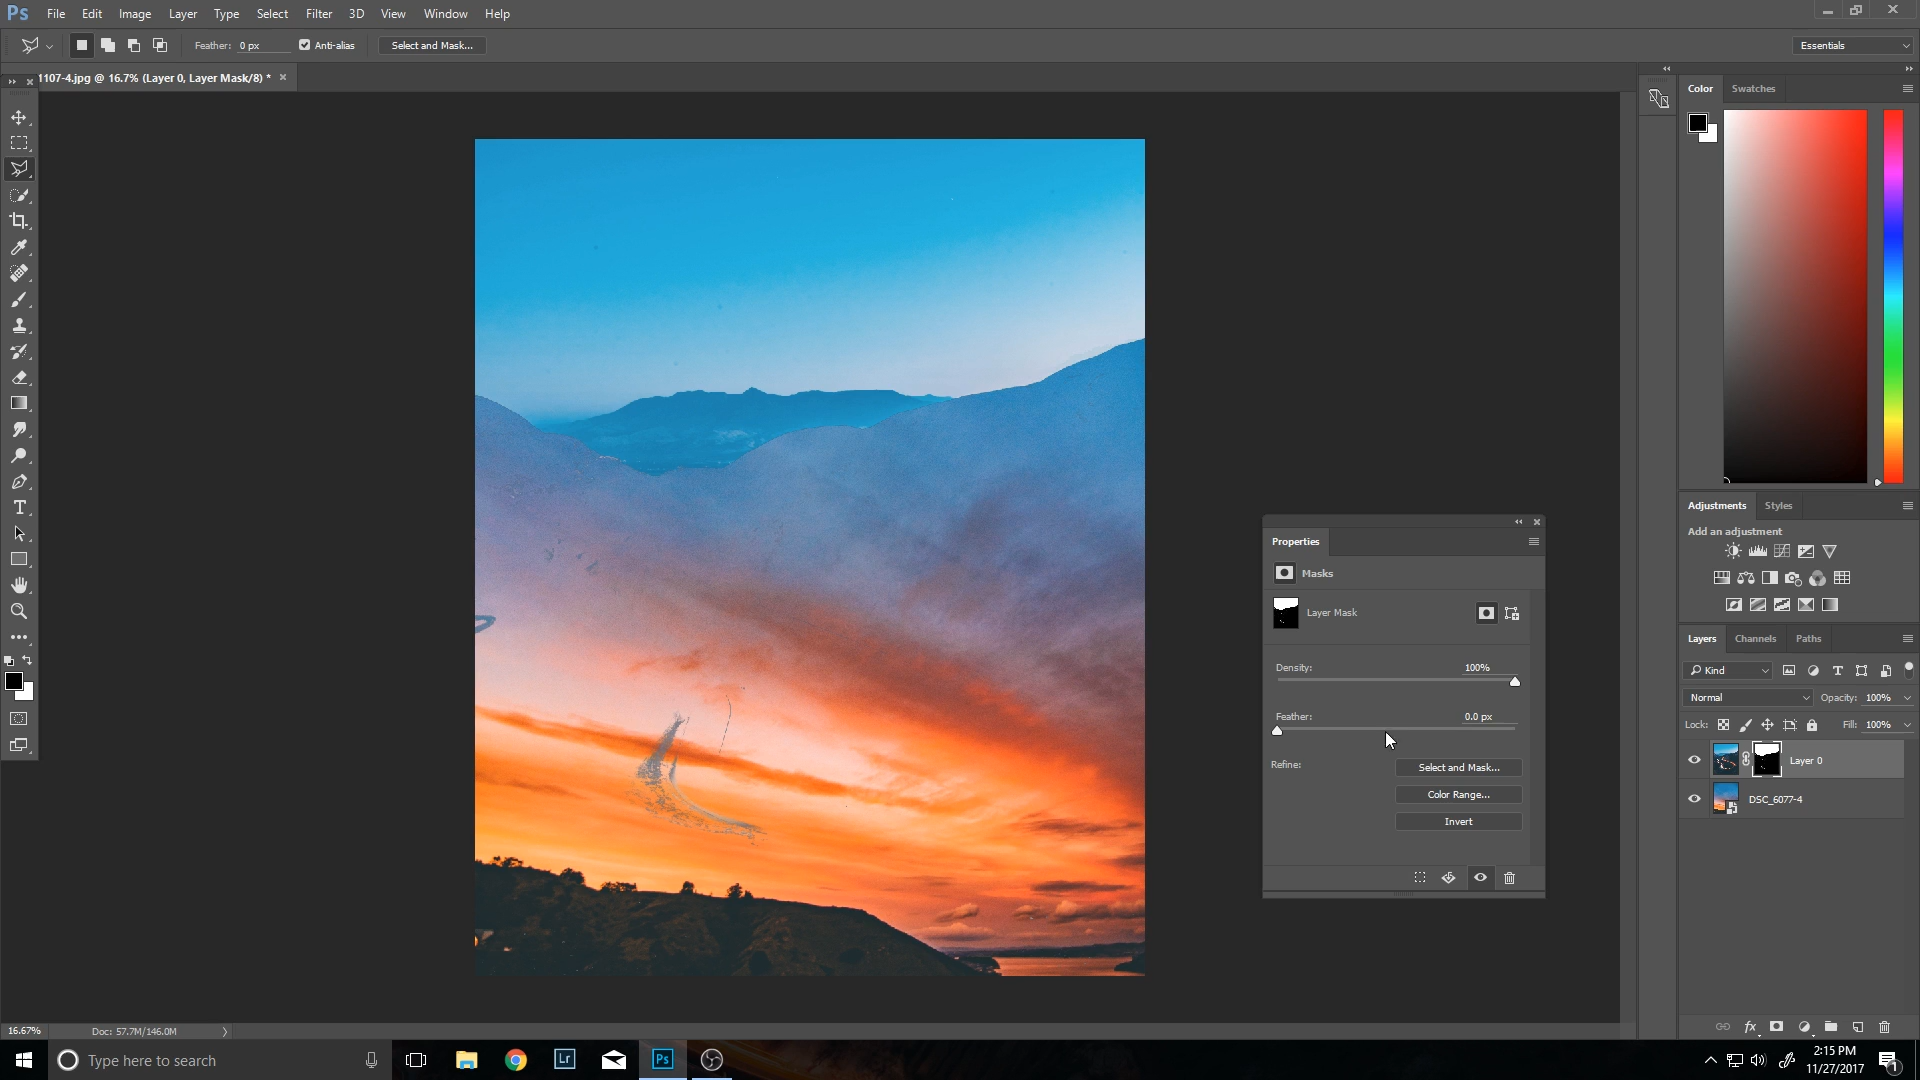 Ps File Edit Image Layer Type Select Filter 3D View Window Help
Feather: 0 px Anti-alias Select and Mask... Essentials
1107-4.jpg @ 16.7% (Layer 0, Layer Mask/8) *
Color Swatches
Properties
Masks
Layer Mask
Density: 100%
Feather: 0.0 px
Refine: Select and Mask...
Color Range...
Invert
Adjustments Styles
Add an adjustment
Layers Channels Paths
Kind
Normal Opacity: 100%
Lock: Fill: 100%
Layer 0
DSC_6077-4
16.67% Doc: 57.7M/146.0M
Type here to search
Lr
Ps
2:15 PM
11/27/2017
1